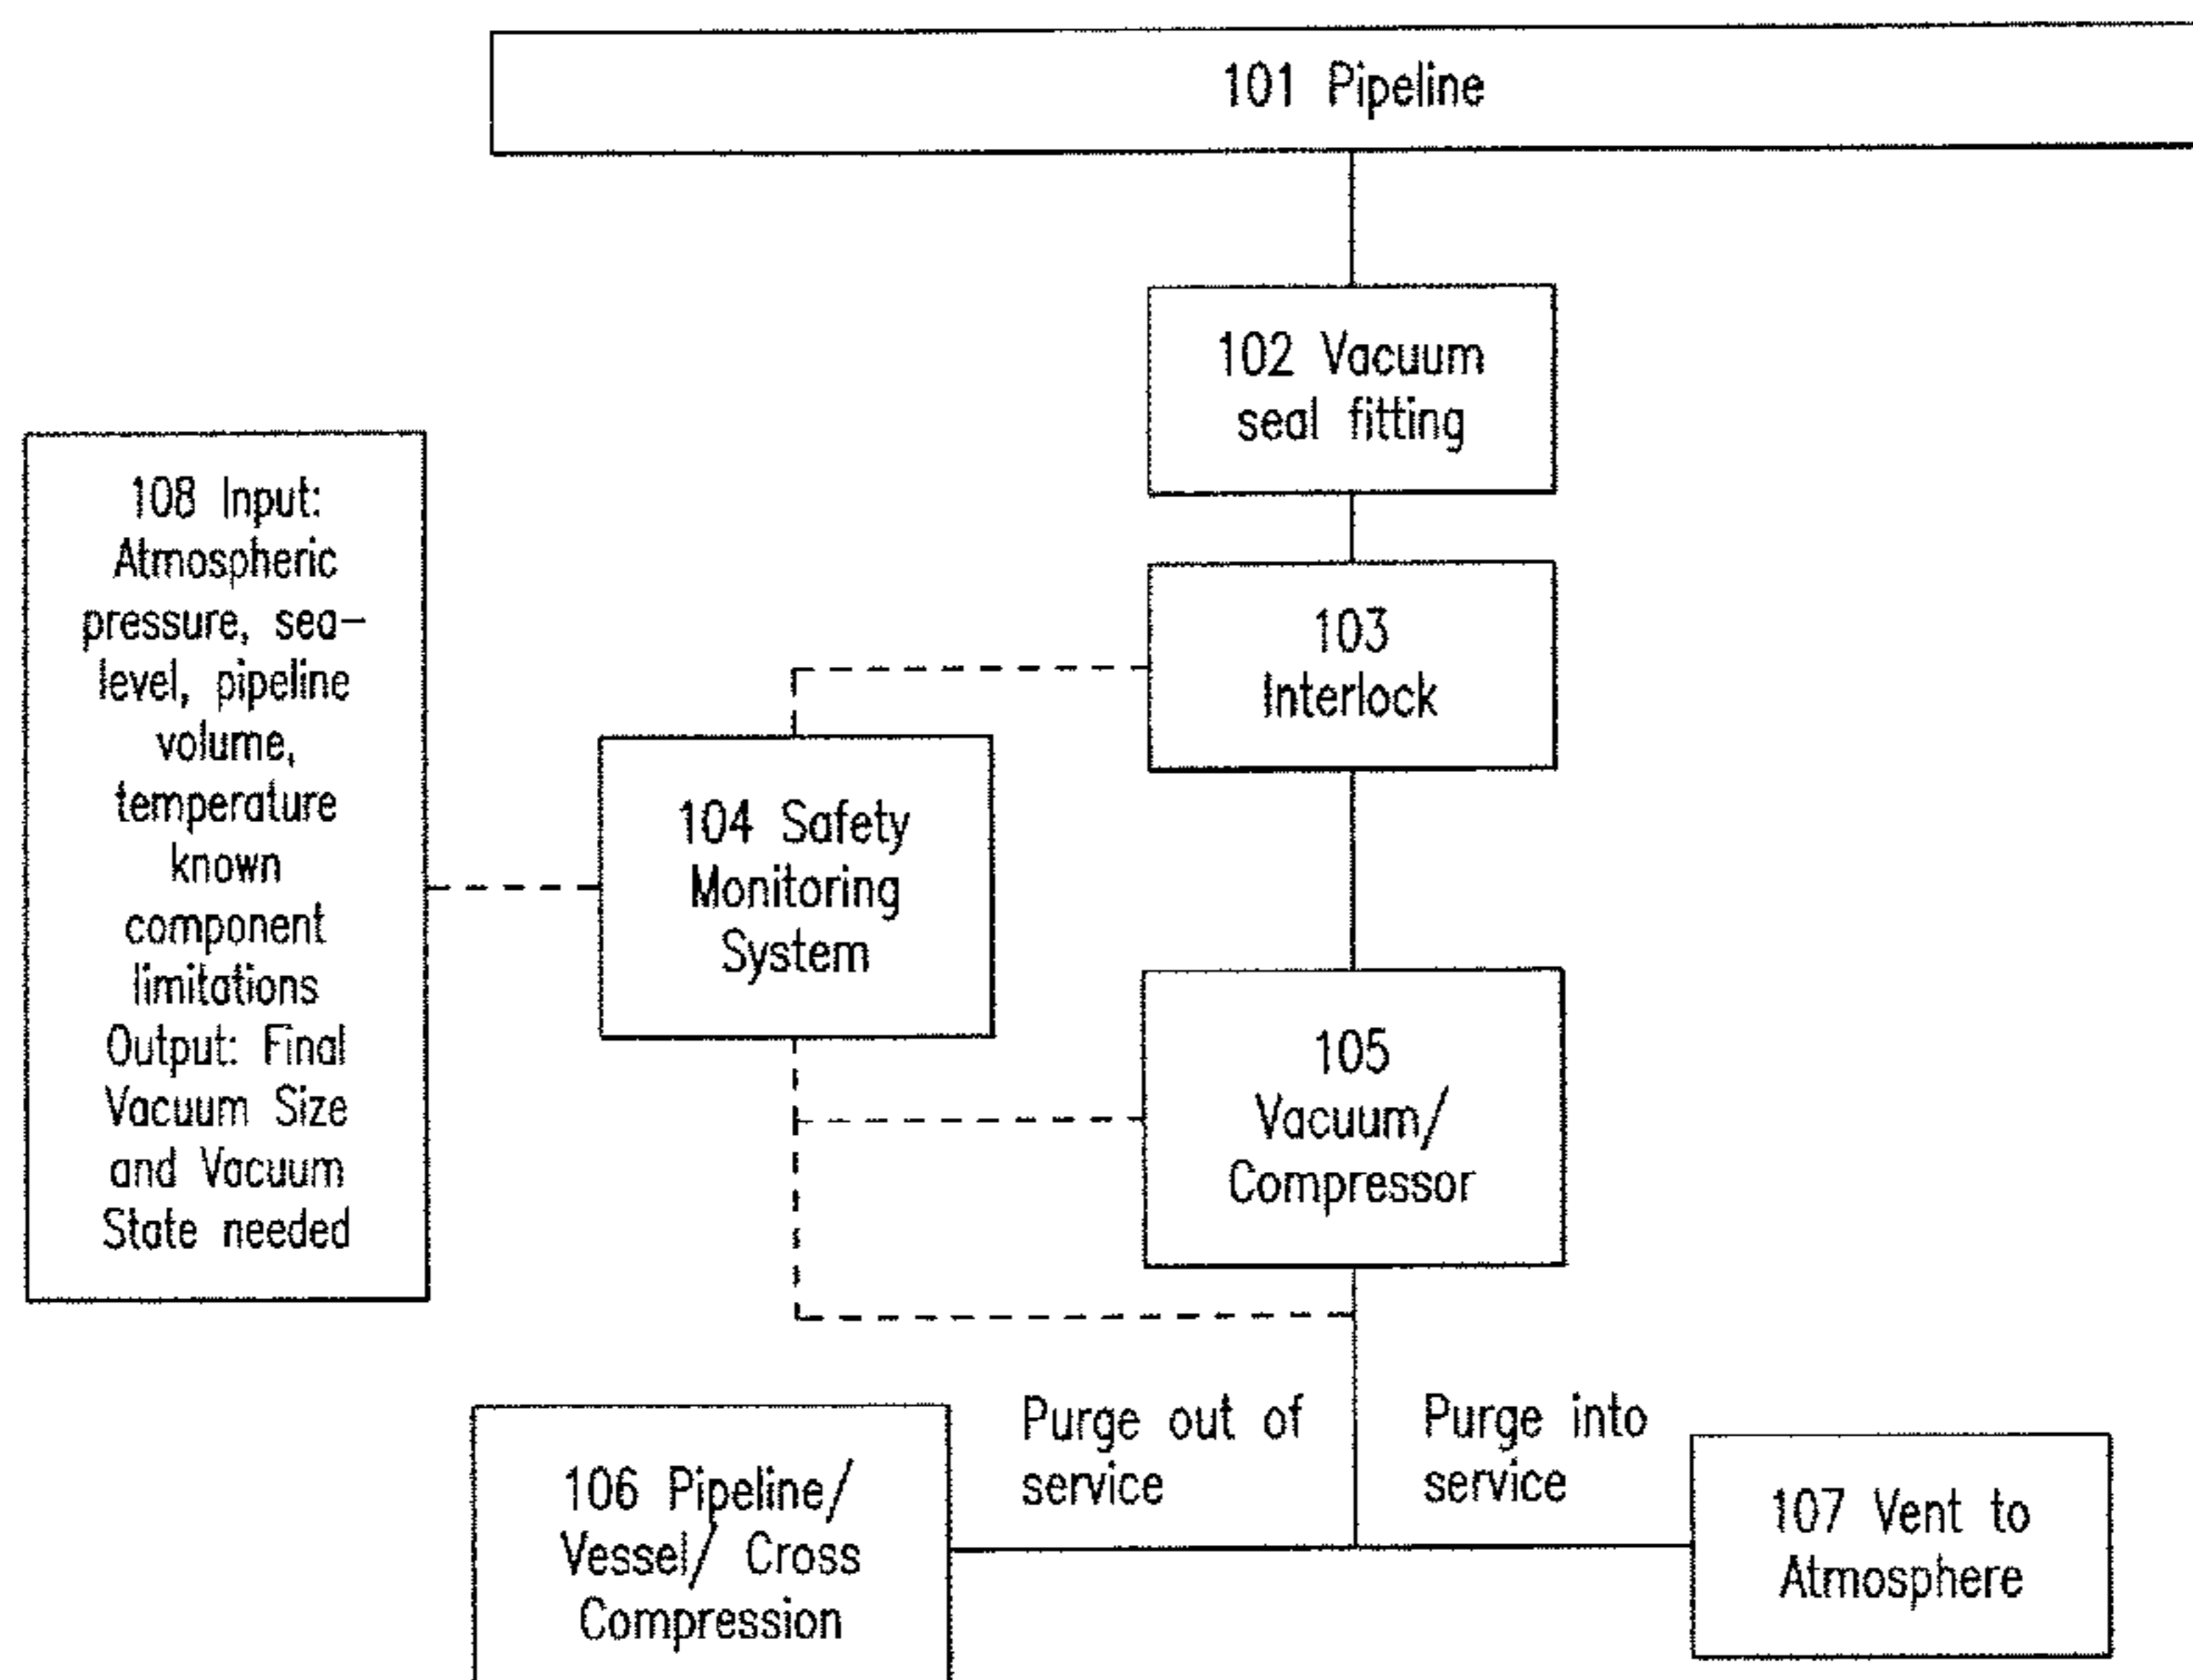 101 Pipeline
102 Vacuum
seal fitting
103
Interlock
108 Input:
Atmospheric
pressure, sea-
level, pipeline
volume,
temperature
known
component
limitations
Output: Final
Vacuum Size
and Vacuum
State needed
104 Safety
Monitoring
System
105
Vacuum/
Compressor
Purge out of
service
Purge into
service
106 Pipeline/
Vessel/ Cross
Compression
107 Vent to
Atmosphere